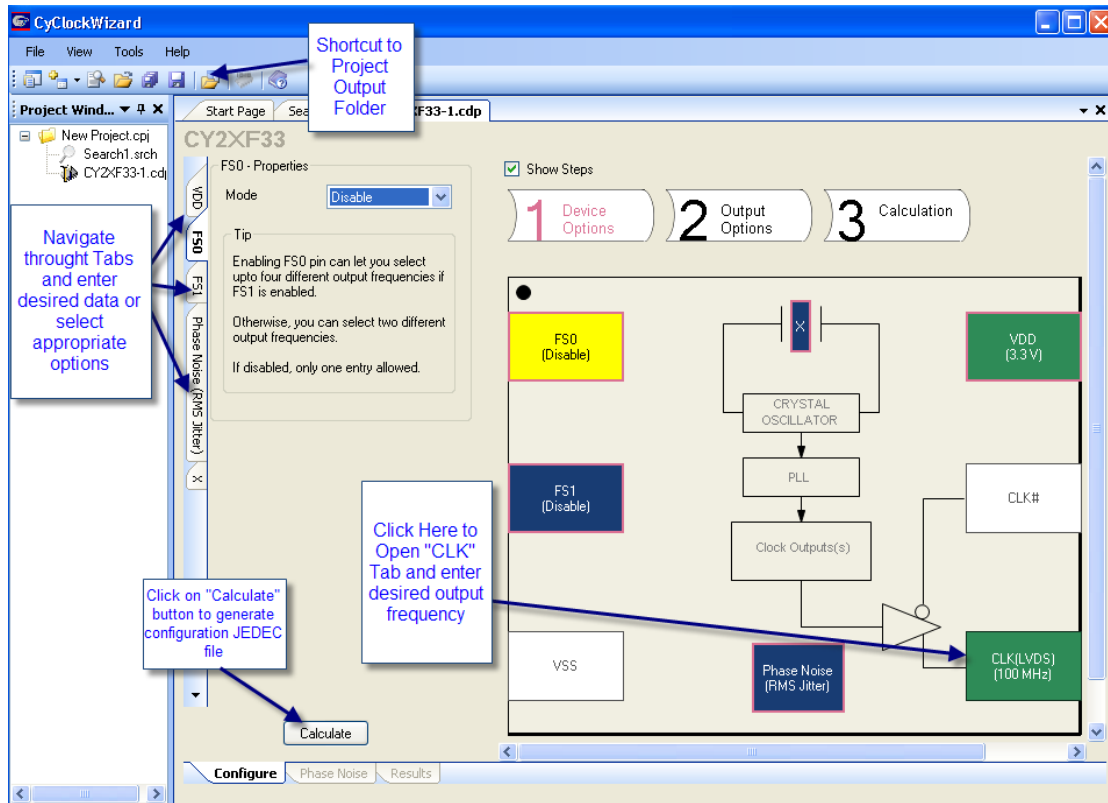 CyClockWizard
File View Tools Help
Shortcut to
Project
Output
Folder
Project Wind...
New Project.cpj
Search1.srch
CY2XF33-1.cd
Start Page
Sea
F33-1.cdp
CY2XF33
VDD
FS0
FS1
Phase Noise (RMS Jitter)
X
Navigate
throught Tabs
and enter
desired data or
select
appropriate
options
FS0 - Properties
Mode Disable
Tip
Enabling FS0 pin can let you select
upto four different output frequencies if
FS1 is enabled.
Otherwise, you can select two different
output frequencies.
If disabled, only one entry allowed.
Show Steps
1 Device
Options
2 Output
Options
3 Calculation
FS0
(Disable)
X
VDD
(3.3 V)
CRYSTAL
OSCILLATOR
PLL
FS1
(Disable)
CLK#
Clock Outputs(s)
Click Here to
Open "CLK"
Tab and enter
desired output
frequency
Click on "Calculate"
button to generate
configuration JEDEC
file
VSS
Phase Noise
(RMS Jitter)
CLK(LVDS)
(100 MHz)
Calculate
Configure Phase Noise Results